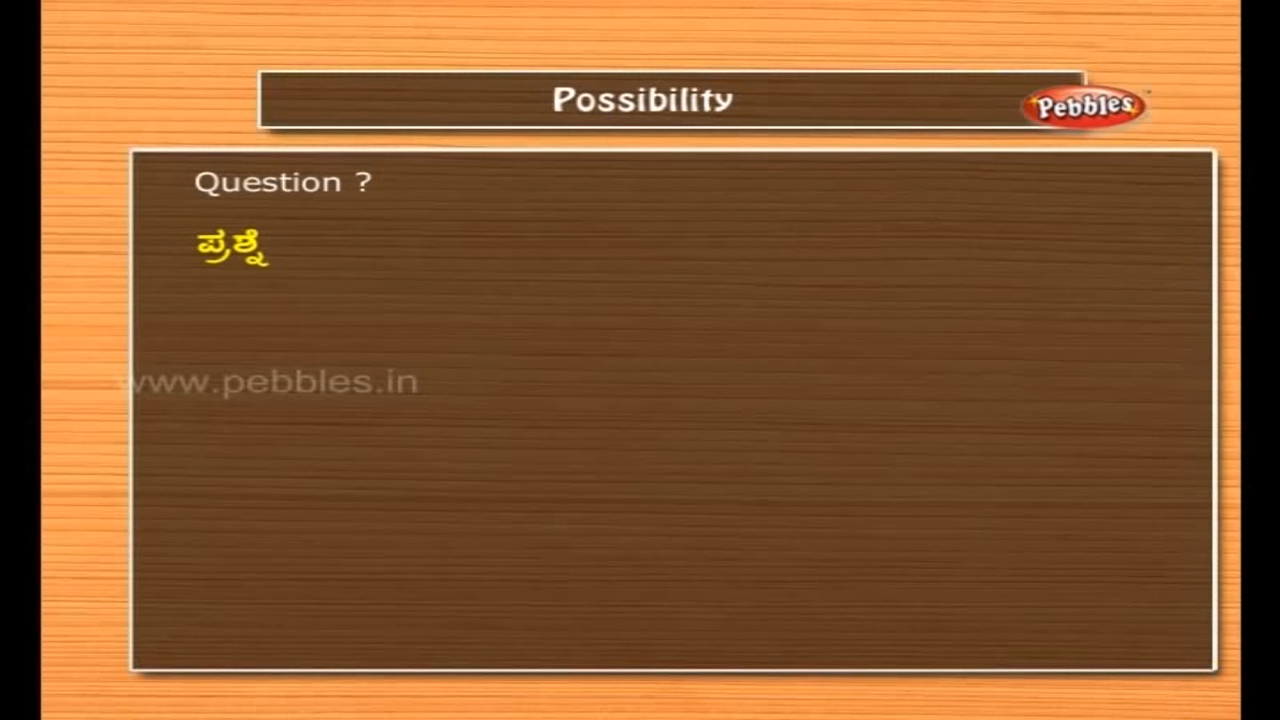 Possibility
Pebbles
Question ?
ಪ್ರಶ್ನೆ
www.pebbles.in